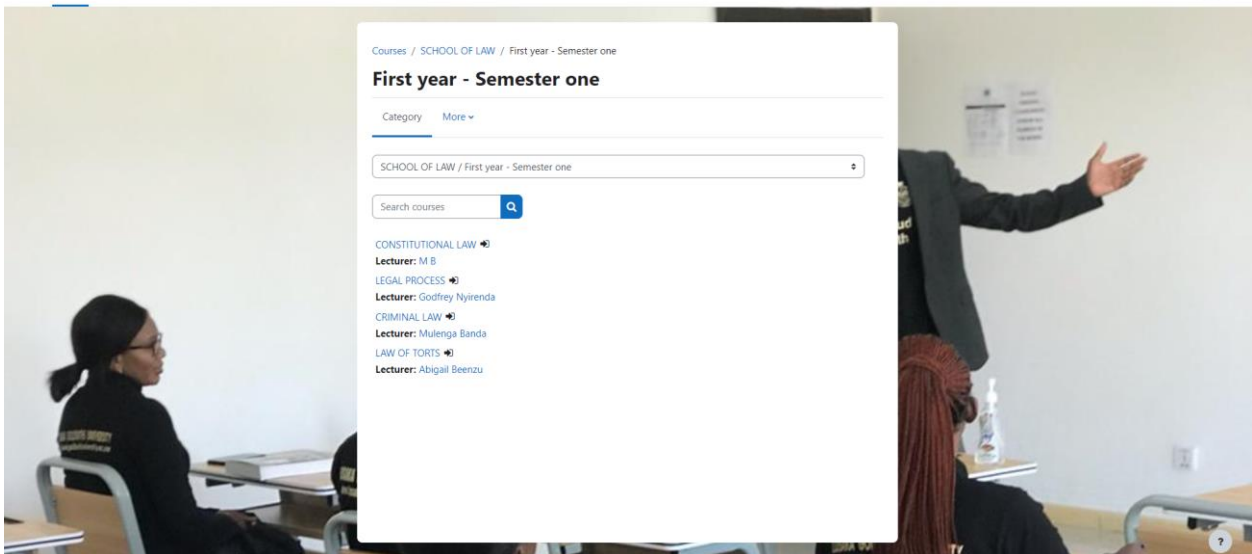 Courses / SCHOOL OF LAW / First year - Semester one
First year - Semester one
Category More
SCHOOL OF LAW / First year - Semester one
Search courses
CONSTITUTIONAL LAW
Lecturer: M B
LEGAL PROCESS
Lecturer: Godfrey Nyirenda
CRIMINAL LAW
Lecturer: Mulenga Banda
LAW OF TORTS
Lecturer: Abigail Beenzu
?